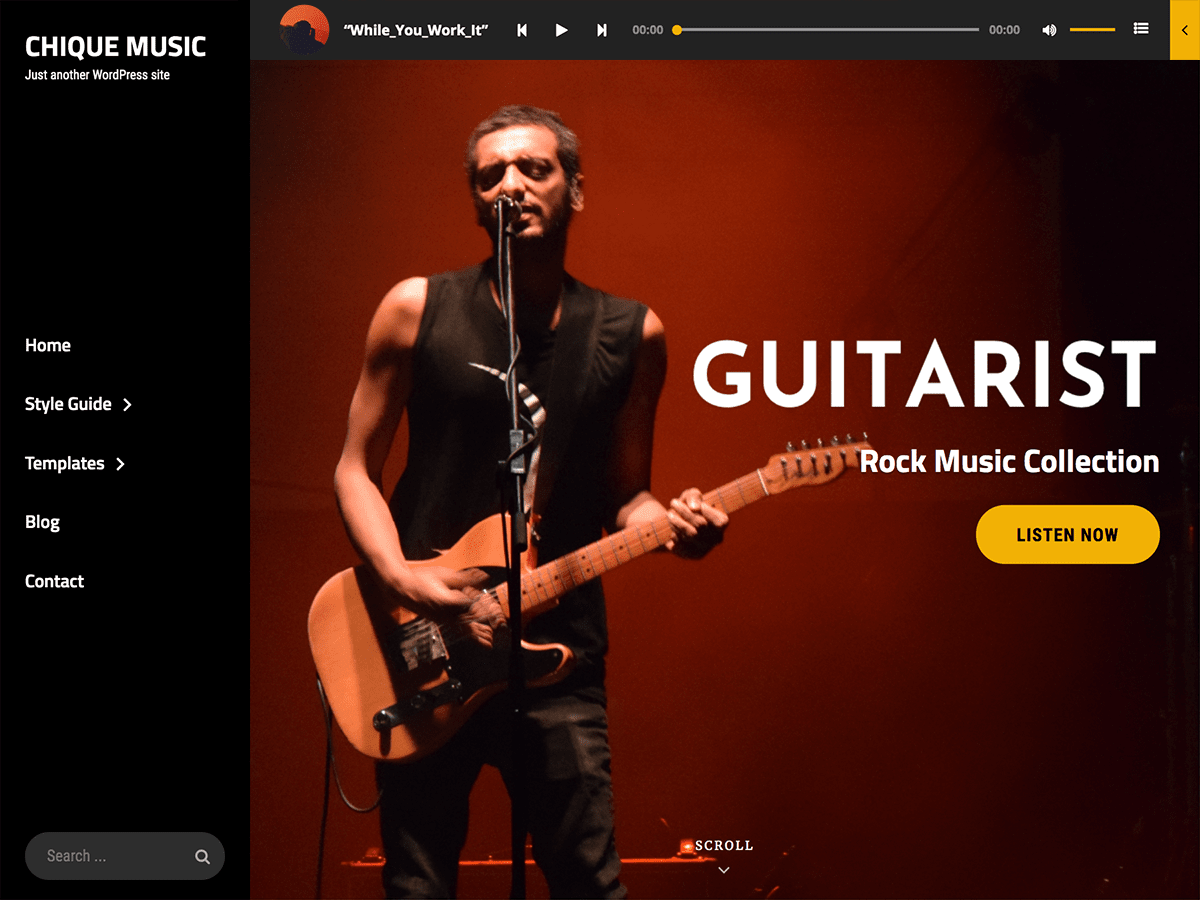 CHIQUE MUSIC
Just another WordPress site
“While_You_Work_It”
00:00
00:00
Home
Style Guide
Templates
Blog
Contact
GUITARIST
Rock Music Collection
LISTEN NOW
Search ...
SCROLL